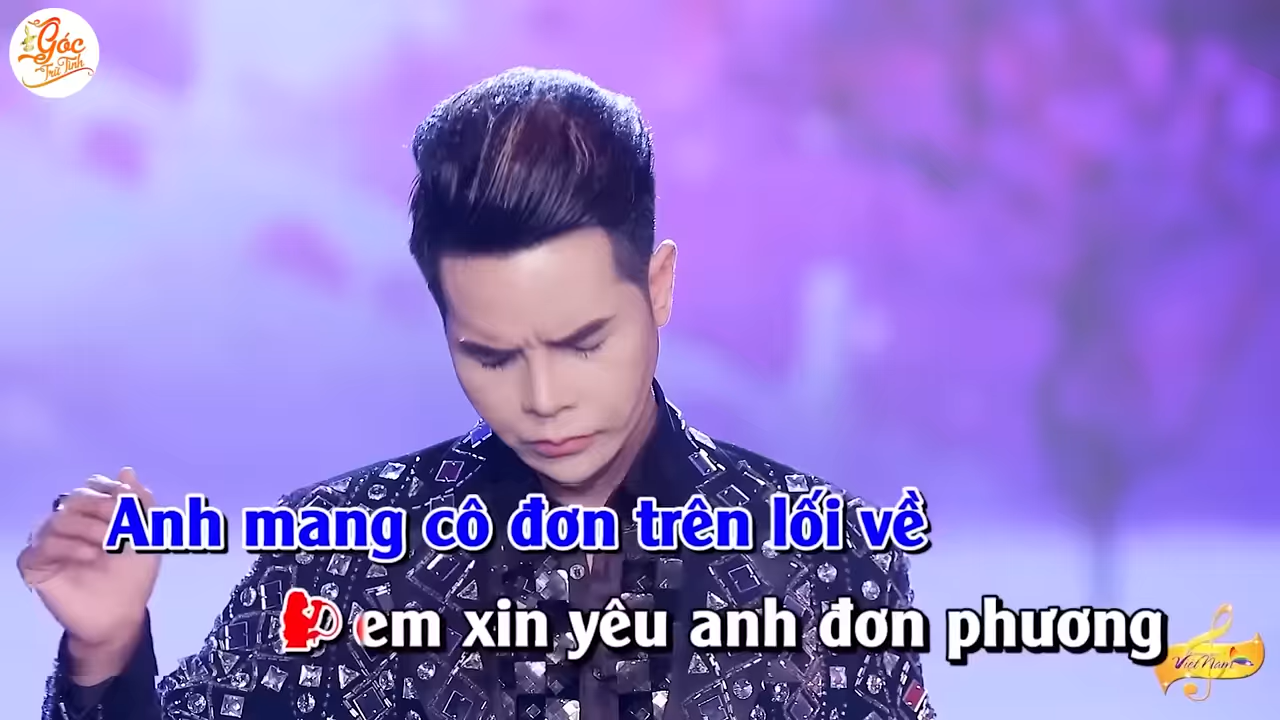 Góc
Trữ Tình
Anh mang cô đơn trên lối về
em xin yêu anh đơn phương
Việt Nam